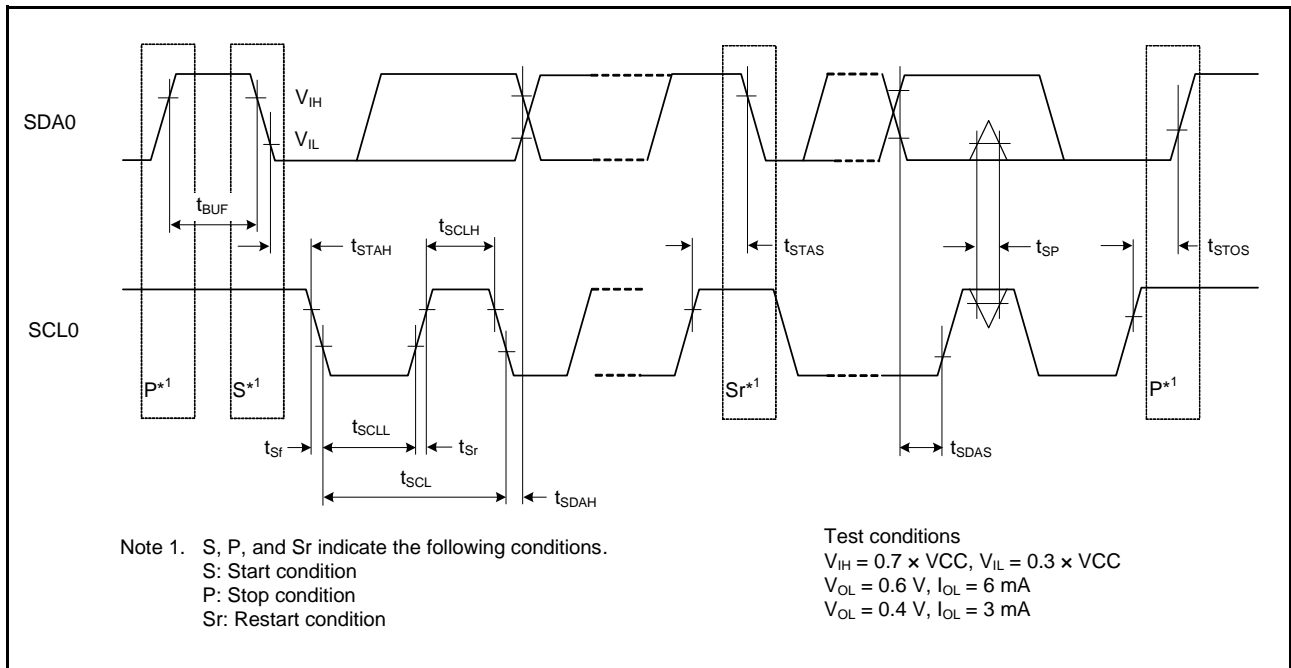 SDA0
V_IH
V_IL
t_BUF
t_STAH
t_SCLH
t_STAS
t_SP
t_STOS
SCL0
P*¹
S*¹
Sr*¹
P*¹
t_Sf
t_SCLL
t_Sr
t_SDAS
t_SCL
t_SDAH
Note 1. S, P, and Sr indicate the following conditions.
S: Start condition
P: Stop condition
Sr: Restart condition
Test conditions
V_IH = 0.7 × VCC, V_IL = 0.3 × VCC
V_OL = 0.6 V, I_OL = 6 mA
V_OL = 0.4 V, I_OL = 3 mA